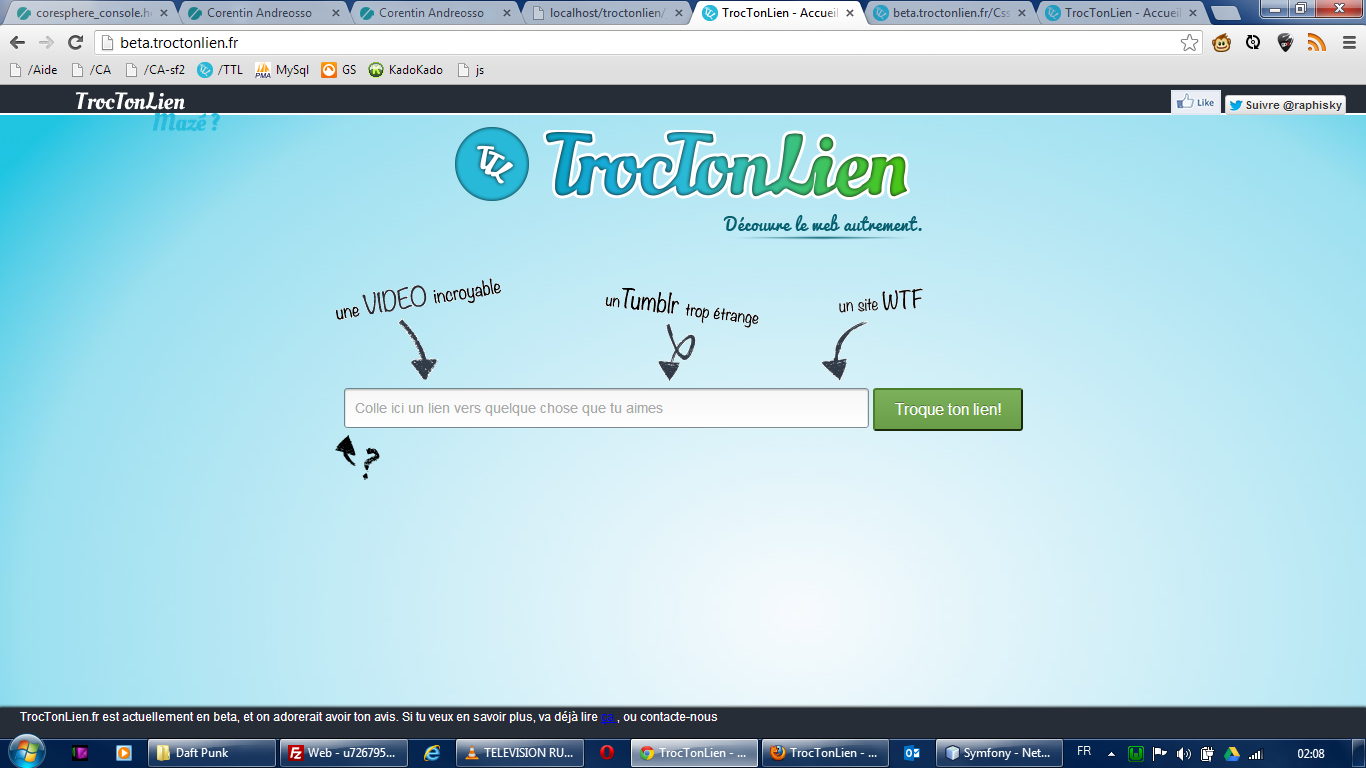 coresphere_console.h
Corentin Andreosso
Corentin Andreosso
localhost/troctonlien/
TrocTonLien - Accueil
beta.troctonlien.fr/Css
TrocTonLien - Accueil
beta.troctonlien.fr
/Aide /CA /CA-sf2 /TTL PMA MySql GS KadoKado js
TrocTonLien
Mazé ?
Like
Suivre @raphisky
TTL TrocTonLien
Découvre le web autrement.
une VIDEO incroyable
un Tumblr trop étrange
un site WTF
Colle ici un lien vers quelque chose que tu aimes
Troque ton lien!
?
TrocTonLien.fr est actuellement en beta, et on adorerait avoir ton avis. Si tu veux en savoir plus, va déjà lire ça , ou contacte-nous
Daft Punk
Web - u726795...
TELEVISION RU...
TrocTonLien - ...
TrocTonLien - ...
Symfony - Net...
FR
02:08